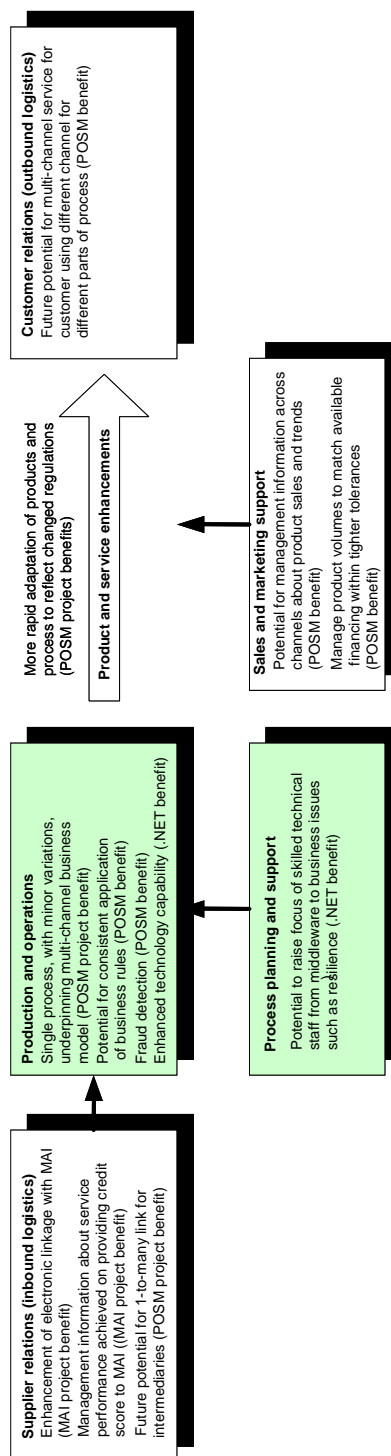 Supplier relations (inbound logistics)
Enhancement of electronic linkage with MAI
(MAI project benefit)
Management information about service
performance achieved on providing credit
score to MAI ((MAI project benefit)
Future potential for 1-to-many link for
intermediaries (POSM project benefit)
Production and operations
Single process, with minor variations,
underpinning multi-channel business
model (POSM project benefit)
Potential for consistent application
of business rules (POSM benefit)
Fraud detection (POSM benefit)
Enhanced technology capability (.NET benefit)
More rapid adaptation of products and
process to reflect changed regulations
(POSM project benefits)
Product and service enhancements
Customer relations (outbound logistics)
Future potential for multi-channel service for
customer using different channel for
different parts of process (POSM benefit)
Process planning and support
Potential to raise focus of skilled technical
staff from middleware to business issues
such as resilience (.NET benefit)
Sales and marketing support
Potential for management information across
channels about product sales and trends
(POSM benefit)
Manage product volumes to match available
financing within tighter tolerances
(POSM benefit)